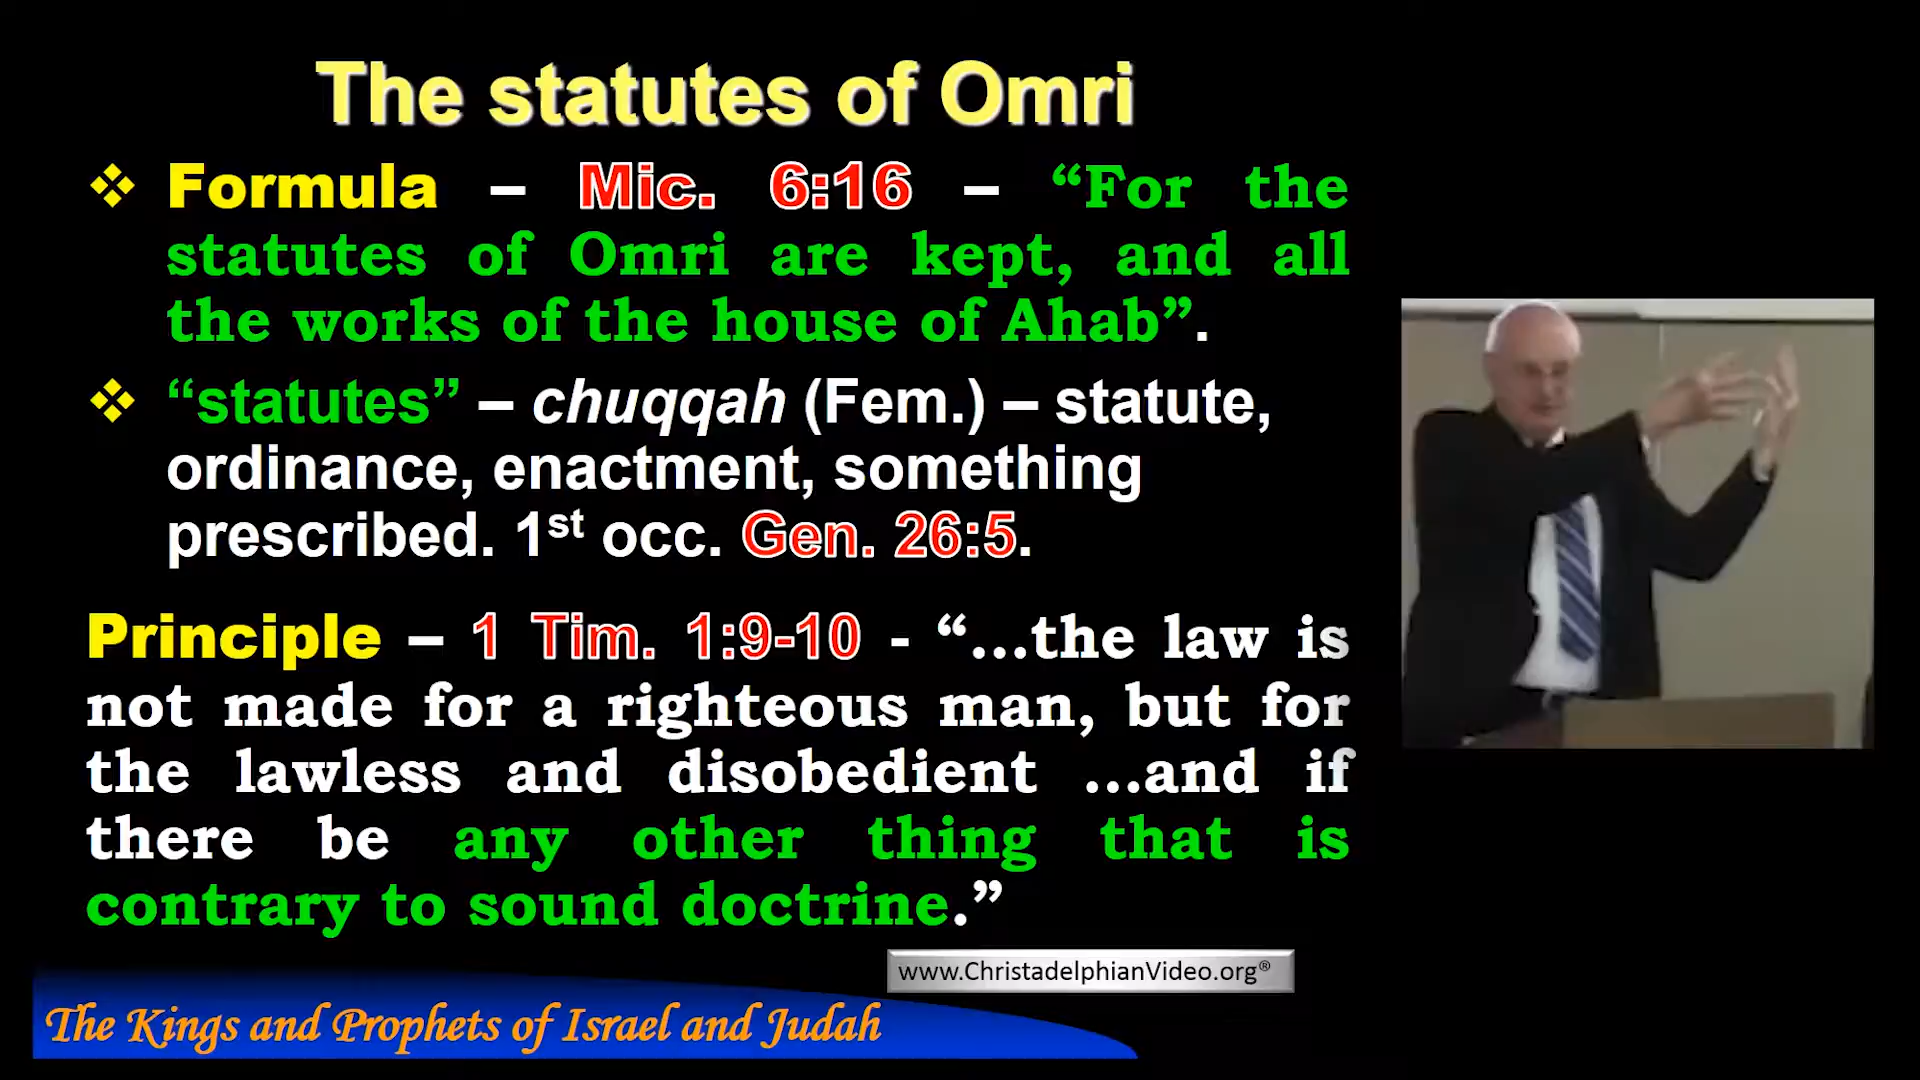 The statutes of Omri
❖ Formula – Mic. 6:16 – “For the
statutes of Omri are kept, and all
the works of the house of Ahab”.
❖ “statutes” – chuqqah (Fem.) – statute,
ordinance, enactment, something
prescribed. 1st occ. Gen. 26:5.
Principle – 1 Tim. 1:9-10 - “…the law is
not made for a righteous man, but for
the lawless and disobedient …and if
there be any other thing that is
contrary to sound doctrine.”
www.ChristadelphianVideo.org®
The Kings and Prophets of Israel and Judah